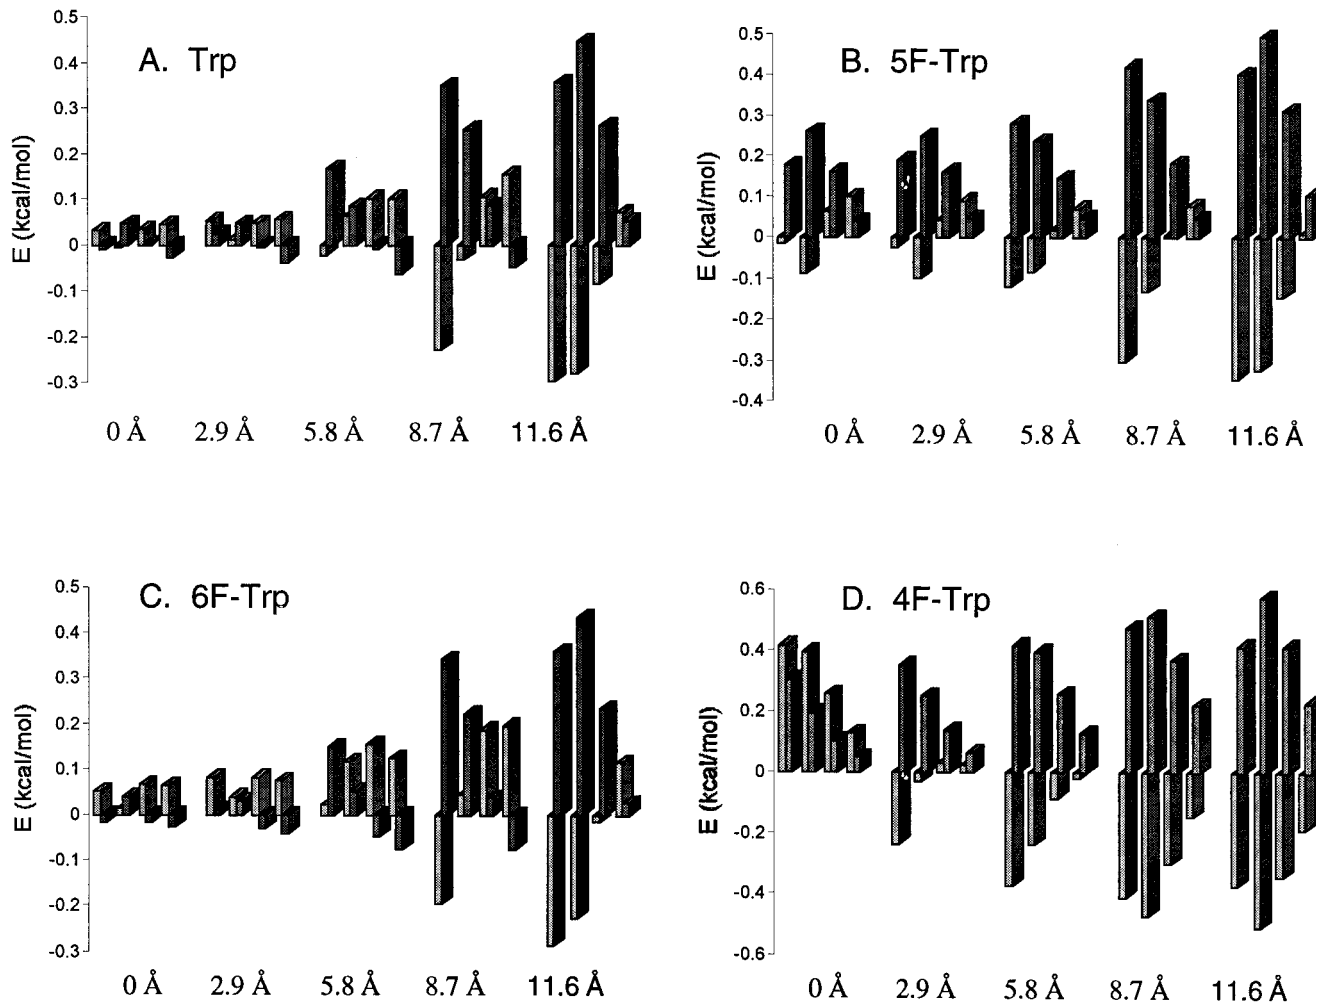 A. Trp
E (kcal/mol)
0.5
0.4
0.3
0.2
0.1
0
-0.1
-0.2
-0.3
0 Å 2.9 Å 5.8 Å 8.7 Å 11.6 Å
B. 5F-Trp
E (kcal/mol)
0.5
0.4
0.3
0.2
0.1
0
-0.1
-0.2
-0.3
-0.4
0 Å 2.9 Å 5.8 Å 8.7 Å 11.6 Å
C. 6F-Trp
E (kcal/mol)
0.5
0.4
0.3
0.2
0.1
0
-0.1
-0.2
-0.3
0 Å 2.9 Å 5.8 Å 8.7 Å 11.6 Å
D. 4F-Trp
E (kcal/mol)
0.6
0.4
0.2
0
-0.2
-0.4
-0.6
0 Å 2.9 Å 5.8 Å 8.7 Å 11.6 Å